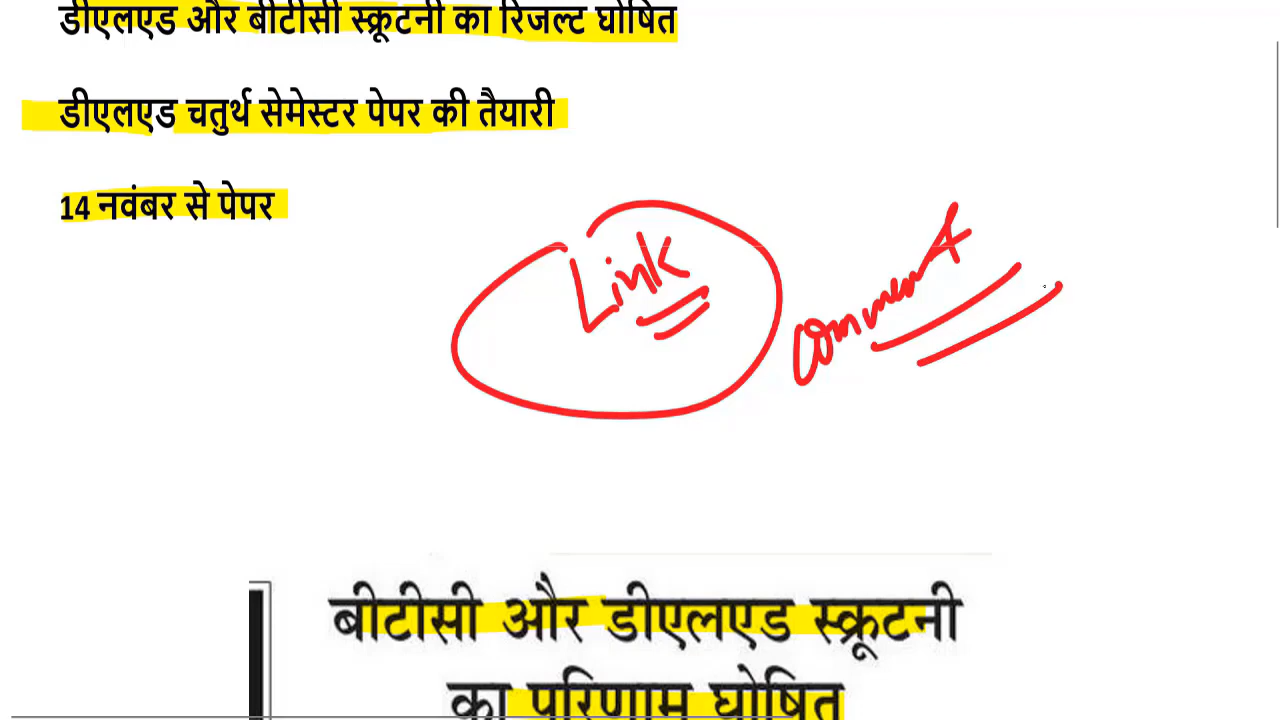 डीएलएड और बीटीसी स्क्रूटनी का रिजल्ट घोषित
डीएलएड चतुर्थ सेमेस्टर पेपर की तैयारी
14 नवंबर से पेपर
Link
comment
बीटीसी और डीएलएड स्क्रूटनी
का परिणाम घोषित